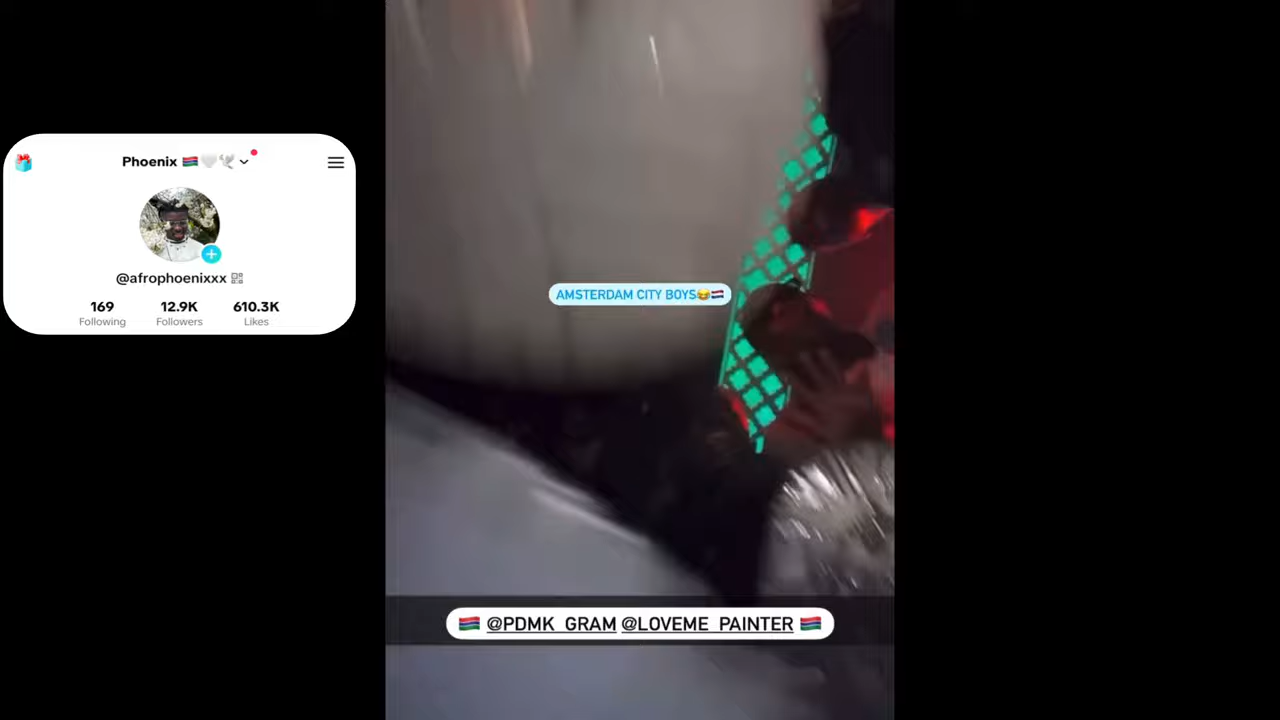 Phoenix 🇬🇲🤍🕊
@afrophoenixxx
169 12.9K 610.3K
Following Followers Likes
AMSTERDAM CITY BOYS😂🇳🇱
🇬🇲 @PDMK_GRAM @LOVEME_PAINTER 🇬🇲